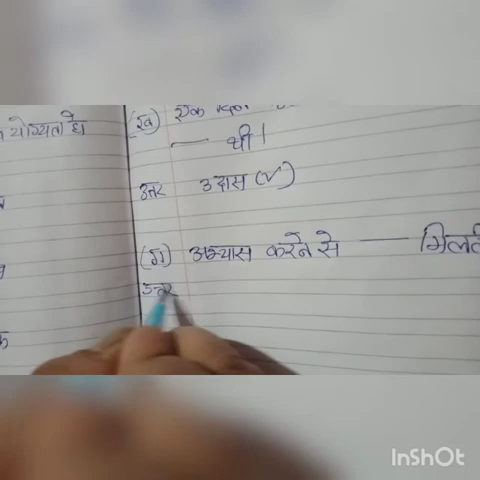 योग्यता
(ख) एक
— थी।
उत्तर उदास (✓)
(ग) अभ्यास करने से — मिलती
उत्तर
InShOt